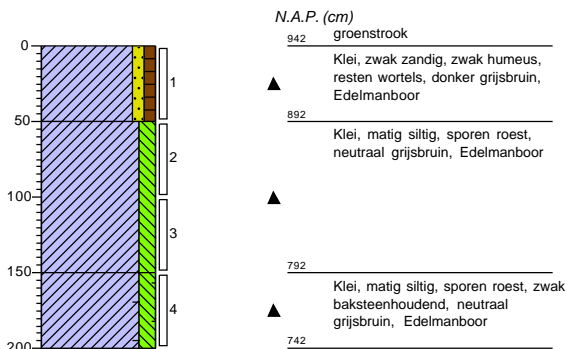 N.A.P. (cm)
942 groenstrook
0
Klei, zwak zandig, zwak humeus,
resten wortels, donker grijsbruin,
Edelmanboor
1
892
50
Klei, matig siltig, sporen roest,
neutraal grijsbruin, Edelmanboor
2
100
3
792
150
Klei, matig siltig, sporen roest, zwak
baksteenhoudend, neutraal
grijsbruin, Edelmanboor
4
742
200